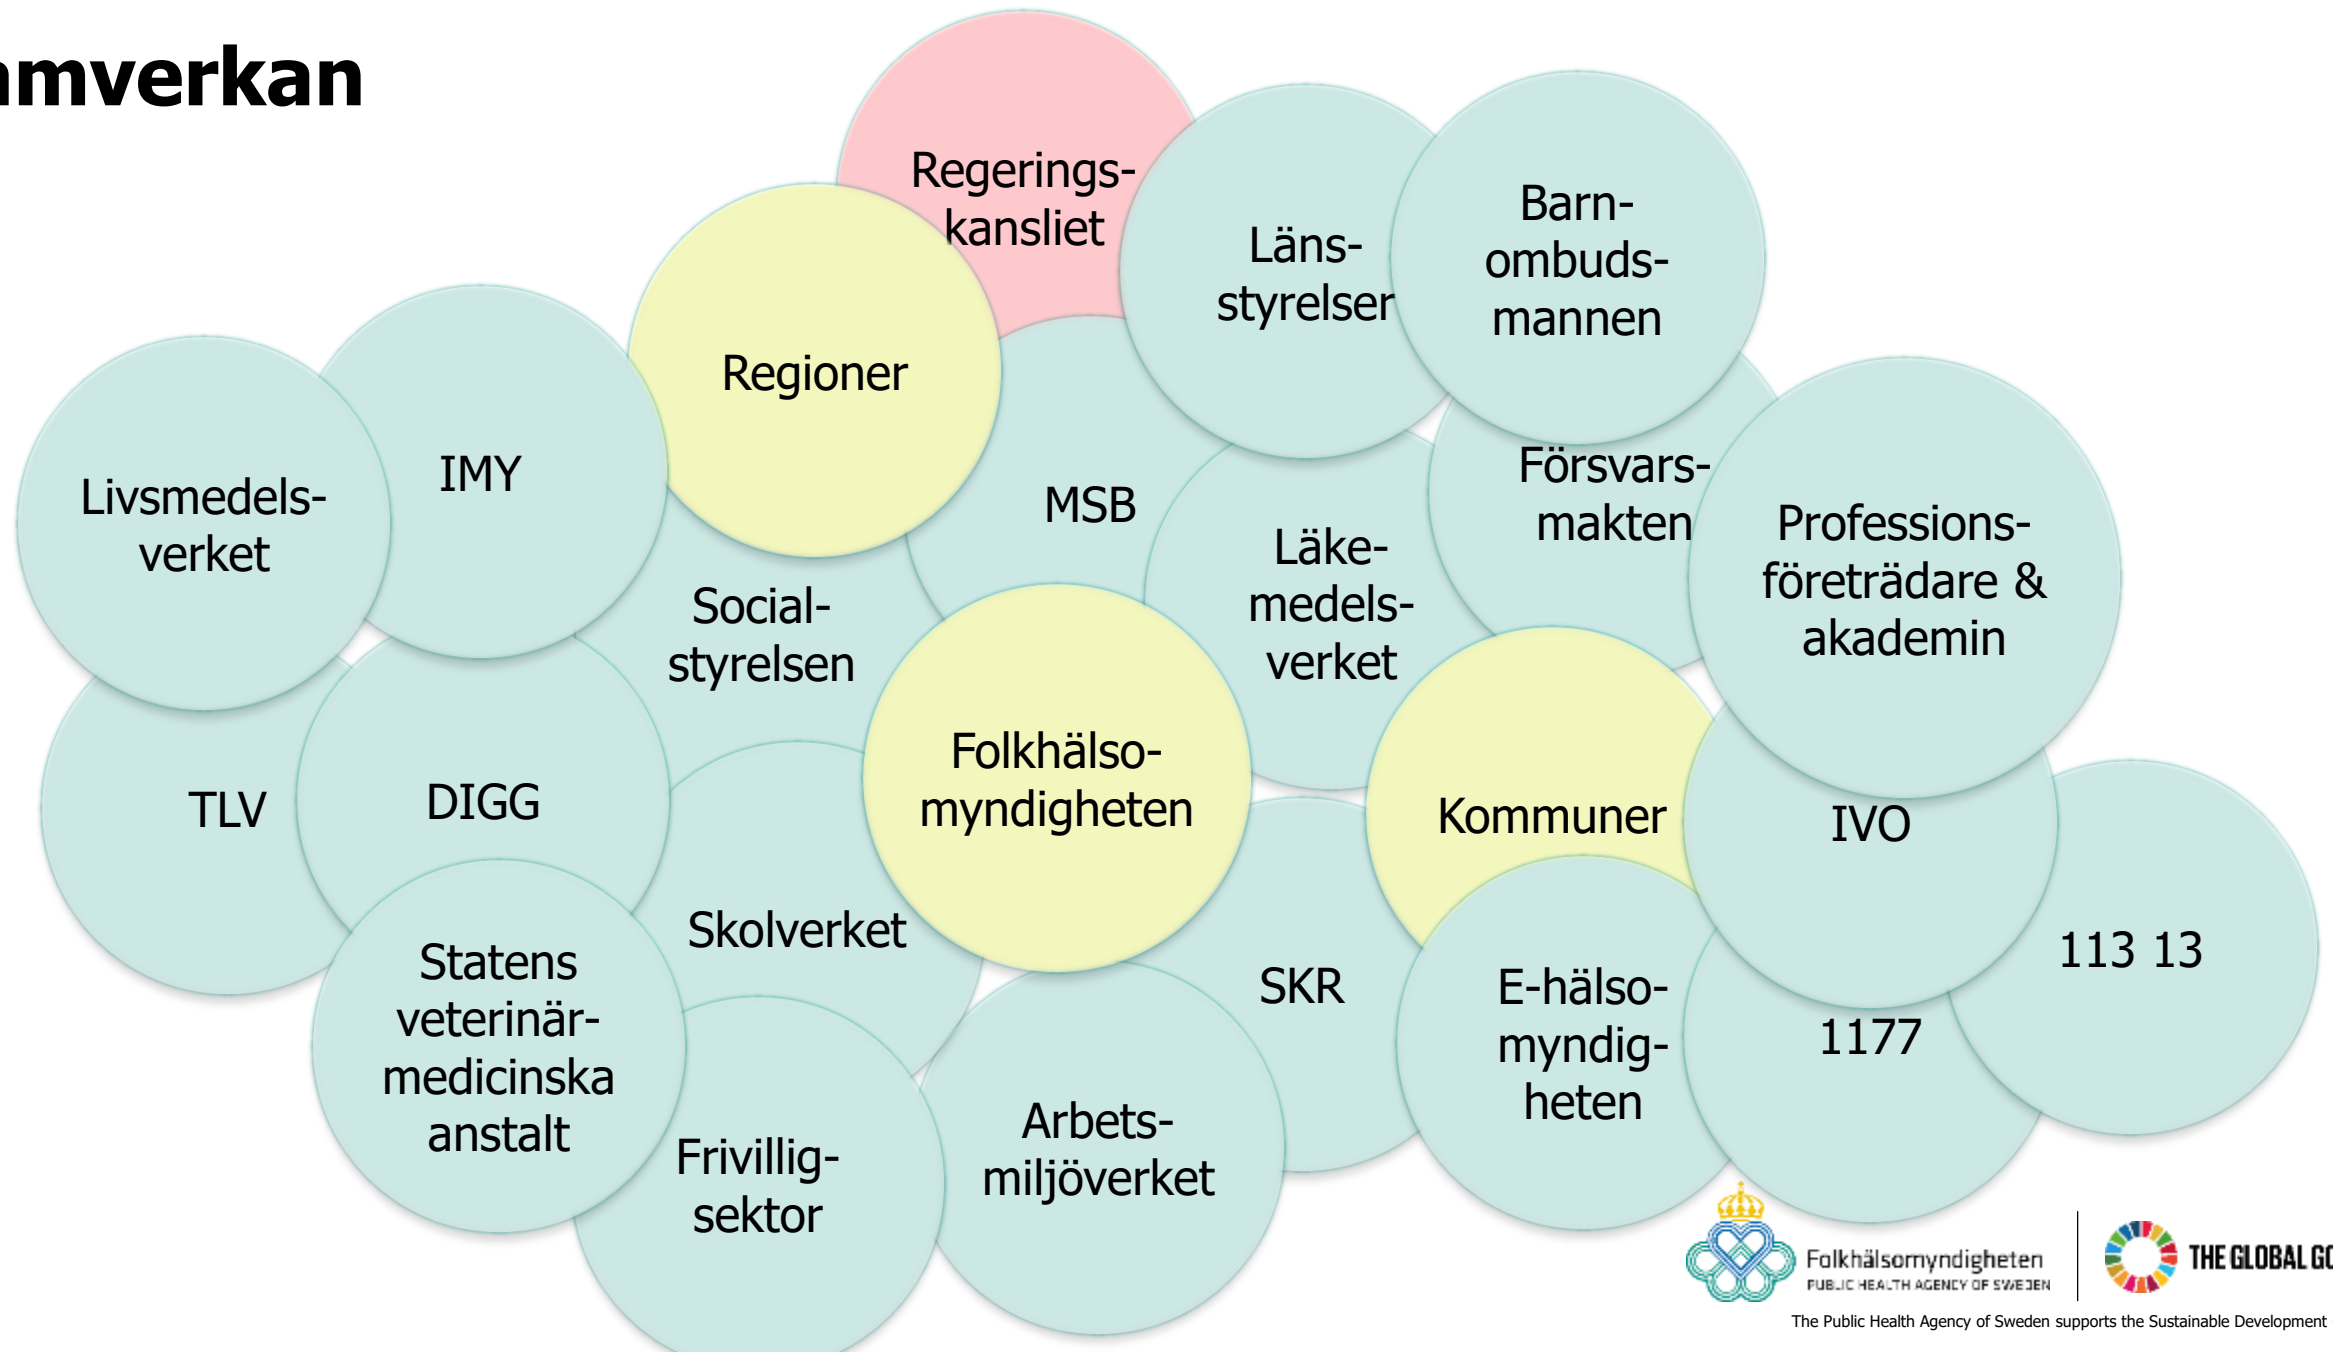 amverkan
Regerings-
kansliet
Läns-
styrelser
Barn-
ombuds-
mannen
Regioner
Livsmedels-
verket
IMY
MSB
Försvars-
makten
Professions-
företrädare &
akademin
Social-
styrelsen
Läke-
medels-
verket
TLV
DIGG
Folkhälso-
myndigheten
Kommuner
IVO
Skolverket
SKR
113 13
Statens
veterinär-
medicinska
anstalt
E-hälso-
myndig-
heten
1177
Frivillig-
sektor
Arbets-
miljöverket
Folkhälsomyndigheten
PUBLIC HEALTH AGENCY OF SWEDEN
THE GLOBAL GO
The Public Health Agency of Sweden supports the Sustainable Development